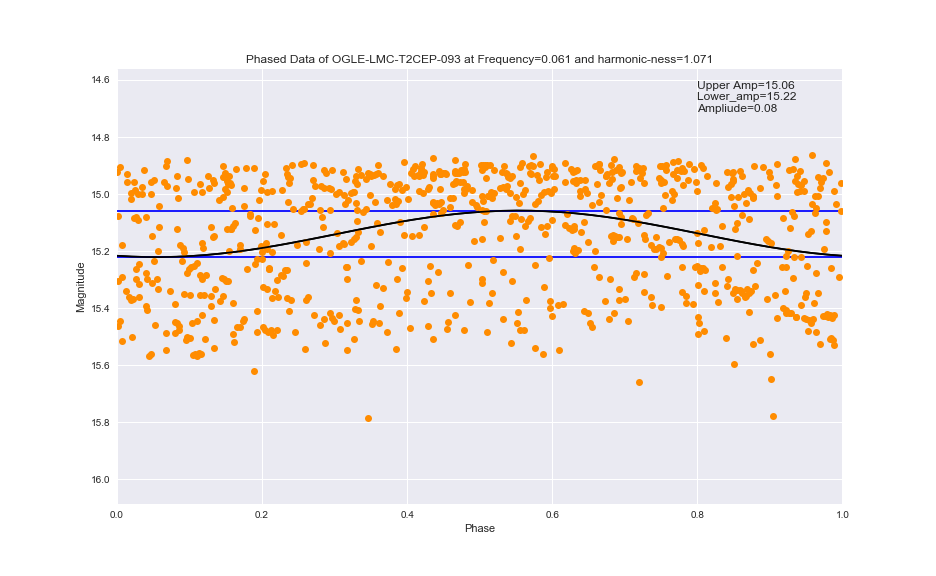 Phased Data of OGLE-LMC-T2CEP-093 at Frequency=0.061 and harmonic-ness=1.071
Upper Amp=15.06
Lower_amp=15.22
Ampliude=0.08
14.6
14.8
15.0
15.2
15.4
15.6
15.8
16.0
Magnitude
0.0 0.2 0.4 0.6 0.8 1.0
Phase